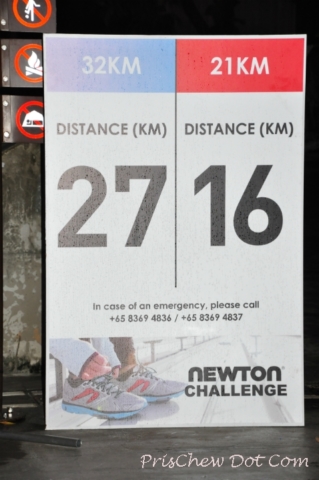 32KM 21KM
DISTANCE (KM) DISTANCE (KM)
27 16
In case of an emergency, please call
+65 8369 4836 / +65 8369 4837
NEWTON
CHALLENGE
PrisChew Dot Com